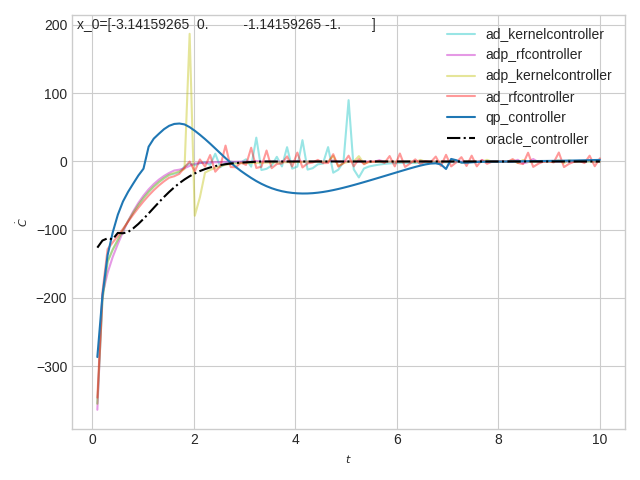 x_0=[-3.14159265  0.         -1.14159265 -1.        ]
ad_kernelcontroller
adp_rfcontroller
adp_kernelcontroller
ad_rfcontroller
qp_controller
oracle_controller
200
100
0
−100
−200
−300
Ċ
0
2
4
6
8
10
t